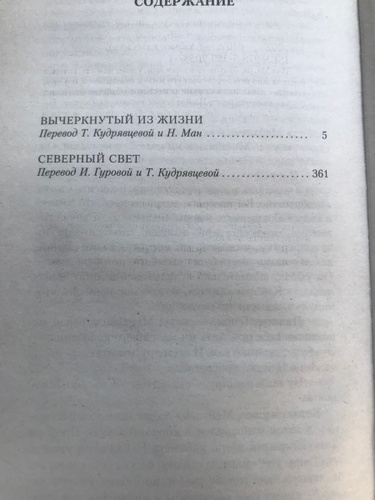 СОДЕРЖАНИЕ
ВЫЧЕРКНУТЫЙ ИЗ ЖИЗНИ
Перевод Т. Кудрявцевой и Н. Ман ..................... 5
СЕВЕРНЫЙ СВЕТ
Перевод И. Гуровой и Т. Кудрявцевой .................. 361